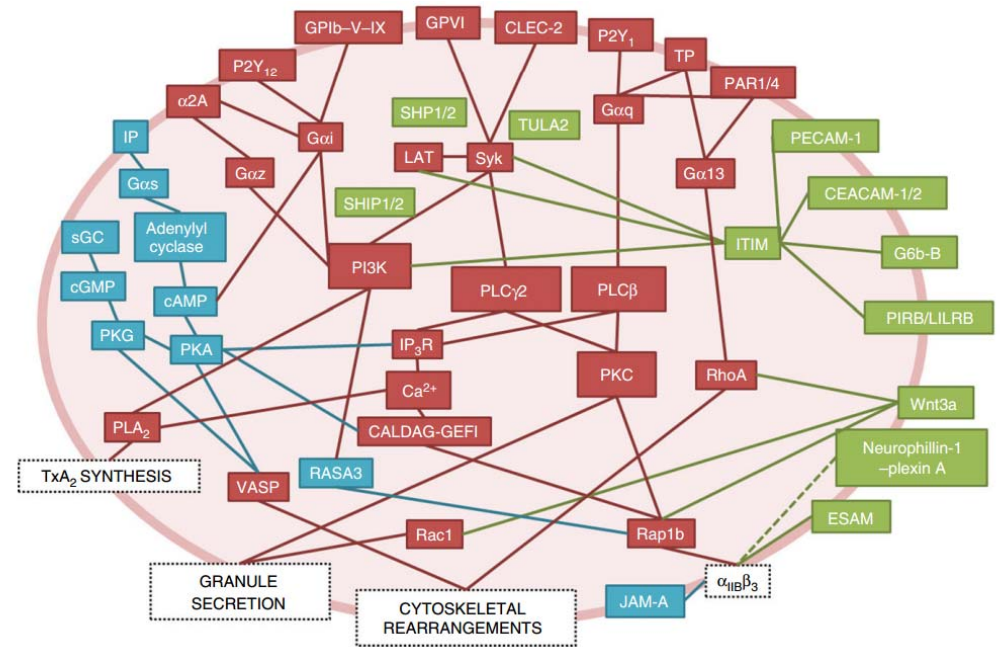 GPIb–V–IX
GPVI
CLEC-2
P2Y₁
TP
P2Y₁₂
PAR1/4
α2A
SHP1/2
Gαq
TULA2
IP
Gαi
PECAM-1
LAT
Syk
Gαs
Gαz
Gα13
CEACAM-1/2
SHIP1/2
sGC
Adenylyl
cyclase
ITIM
G6b-B
PI3K
cGMP
cAMP
PLCγ2
PLCβ
PIRB/LILRB
PKG
PKA
IP₃R
PKC
RhoA
Ca²⁺
Wnt3a
PLA₂
CALDAG-GEFI
Neurophillin-1
–plexin A
TxA₂ SYNTHESIS
RASA3
VASP
ESAM
Rac1
Rap1b
GRANULE
SECRETION
αIIBβ₃
JAM-A
CYTOSKELETAL
REARRANGEMENTS